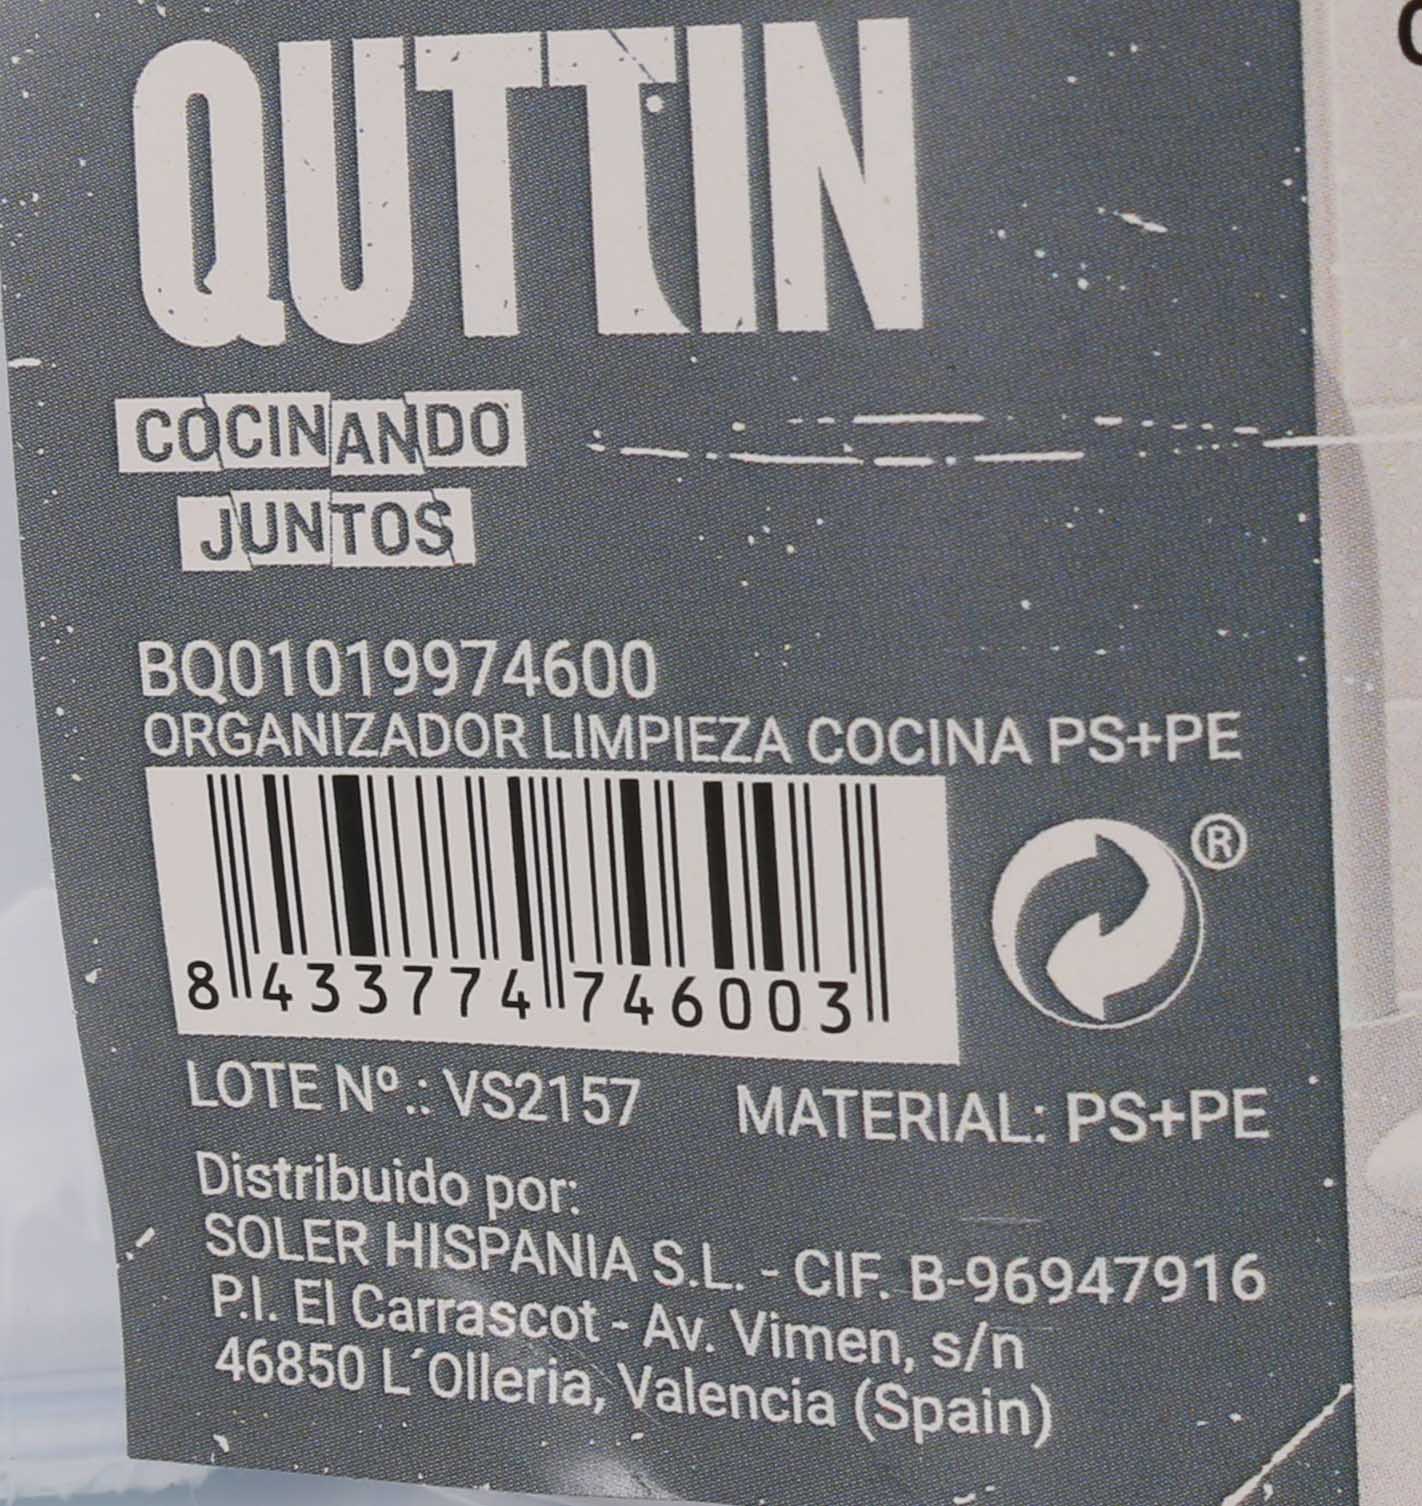 QUTTIN
COCINANDO
JUNTOS
BQ01019974600
ORGANIZADOR LIMPIEZA COCINA PS+PE
®
8 433774 746003
LOTE Nº.: VS2157 MATERIAL: PS+PE
Distribuido por:
SOLER HISPANIA S.L. - CIF. B-96947916
P.I. El Carrascot - Av. Vimen, s/n
46850 L´Olleria, Valencia (Spain)